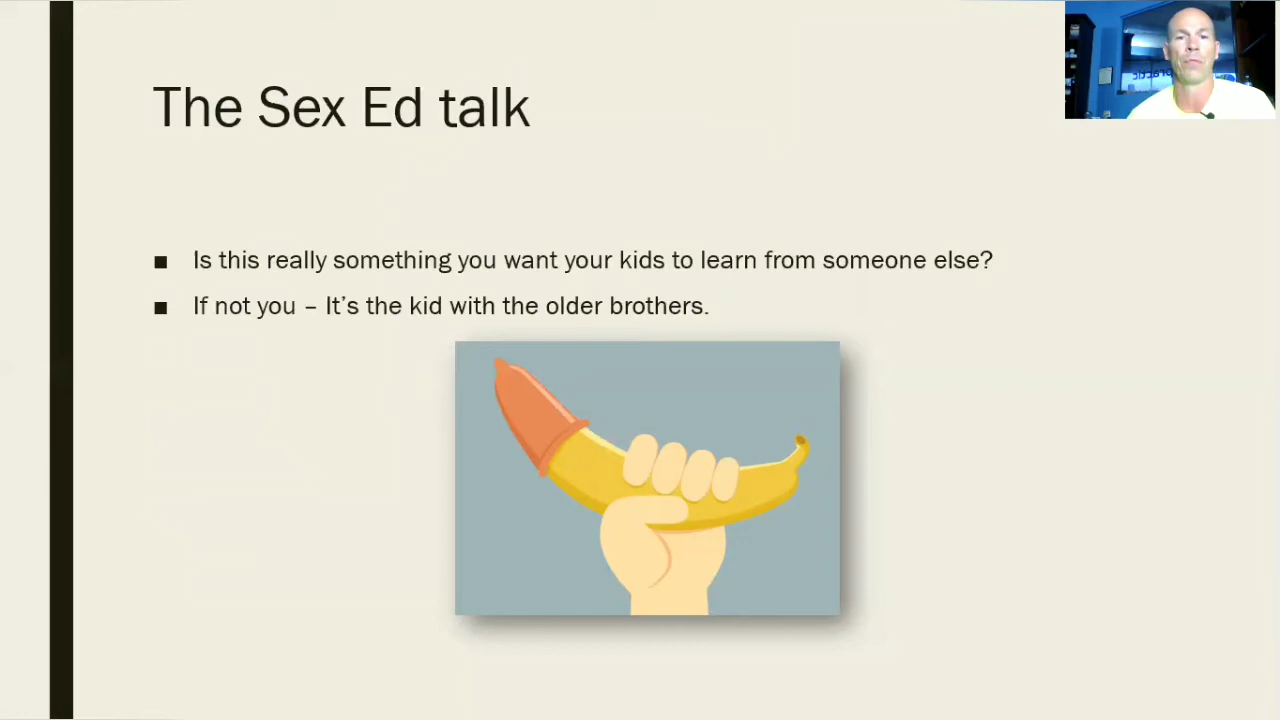 The Sex Ed talk
■ Is this really something you want your kids to learn from someone else?
■ If not you – It’s the kid with the older brothers.